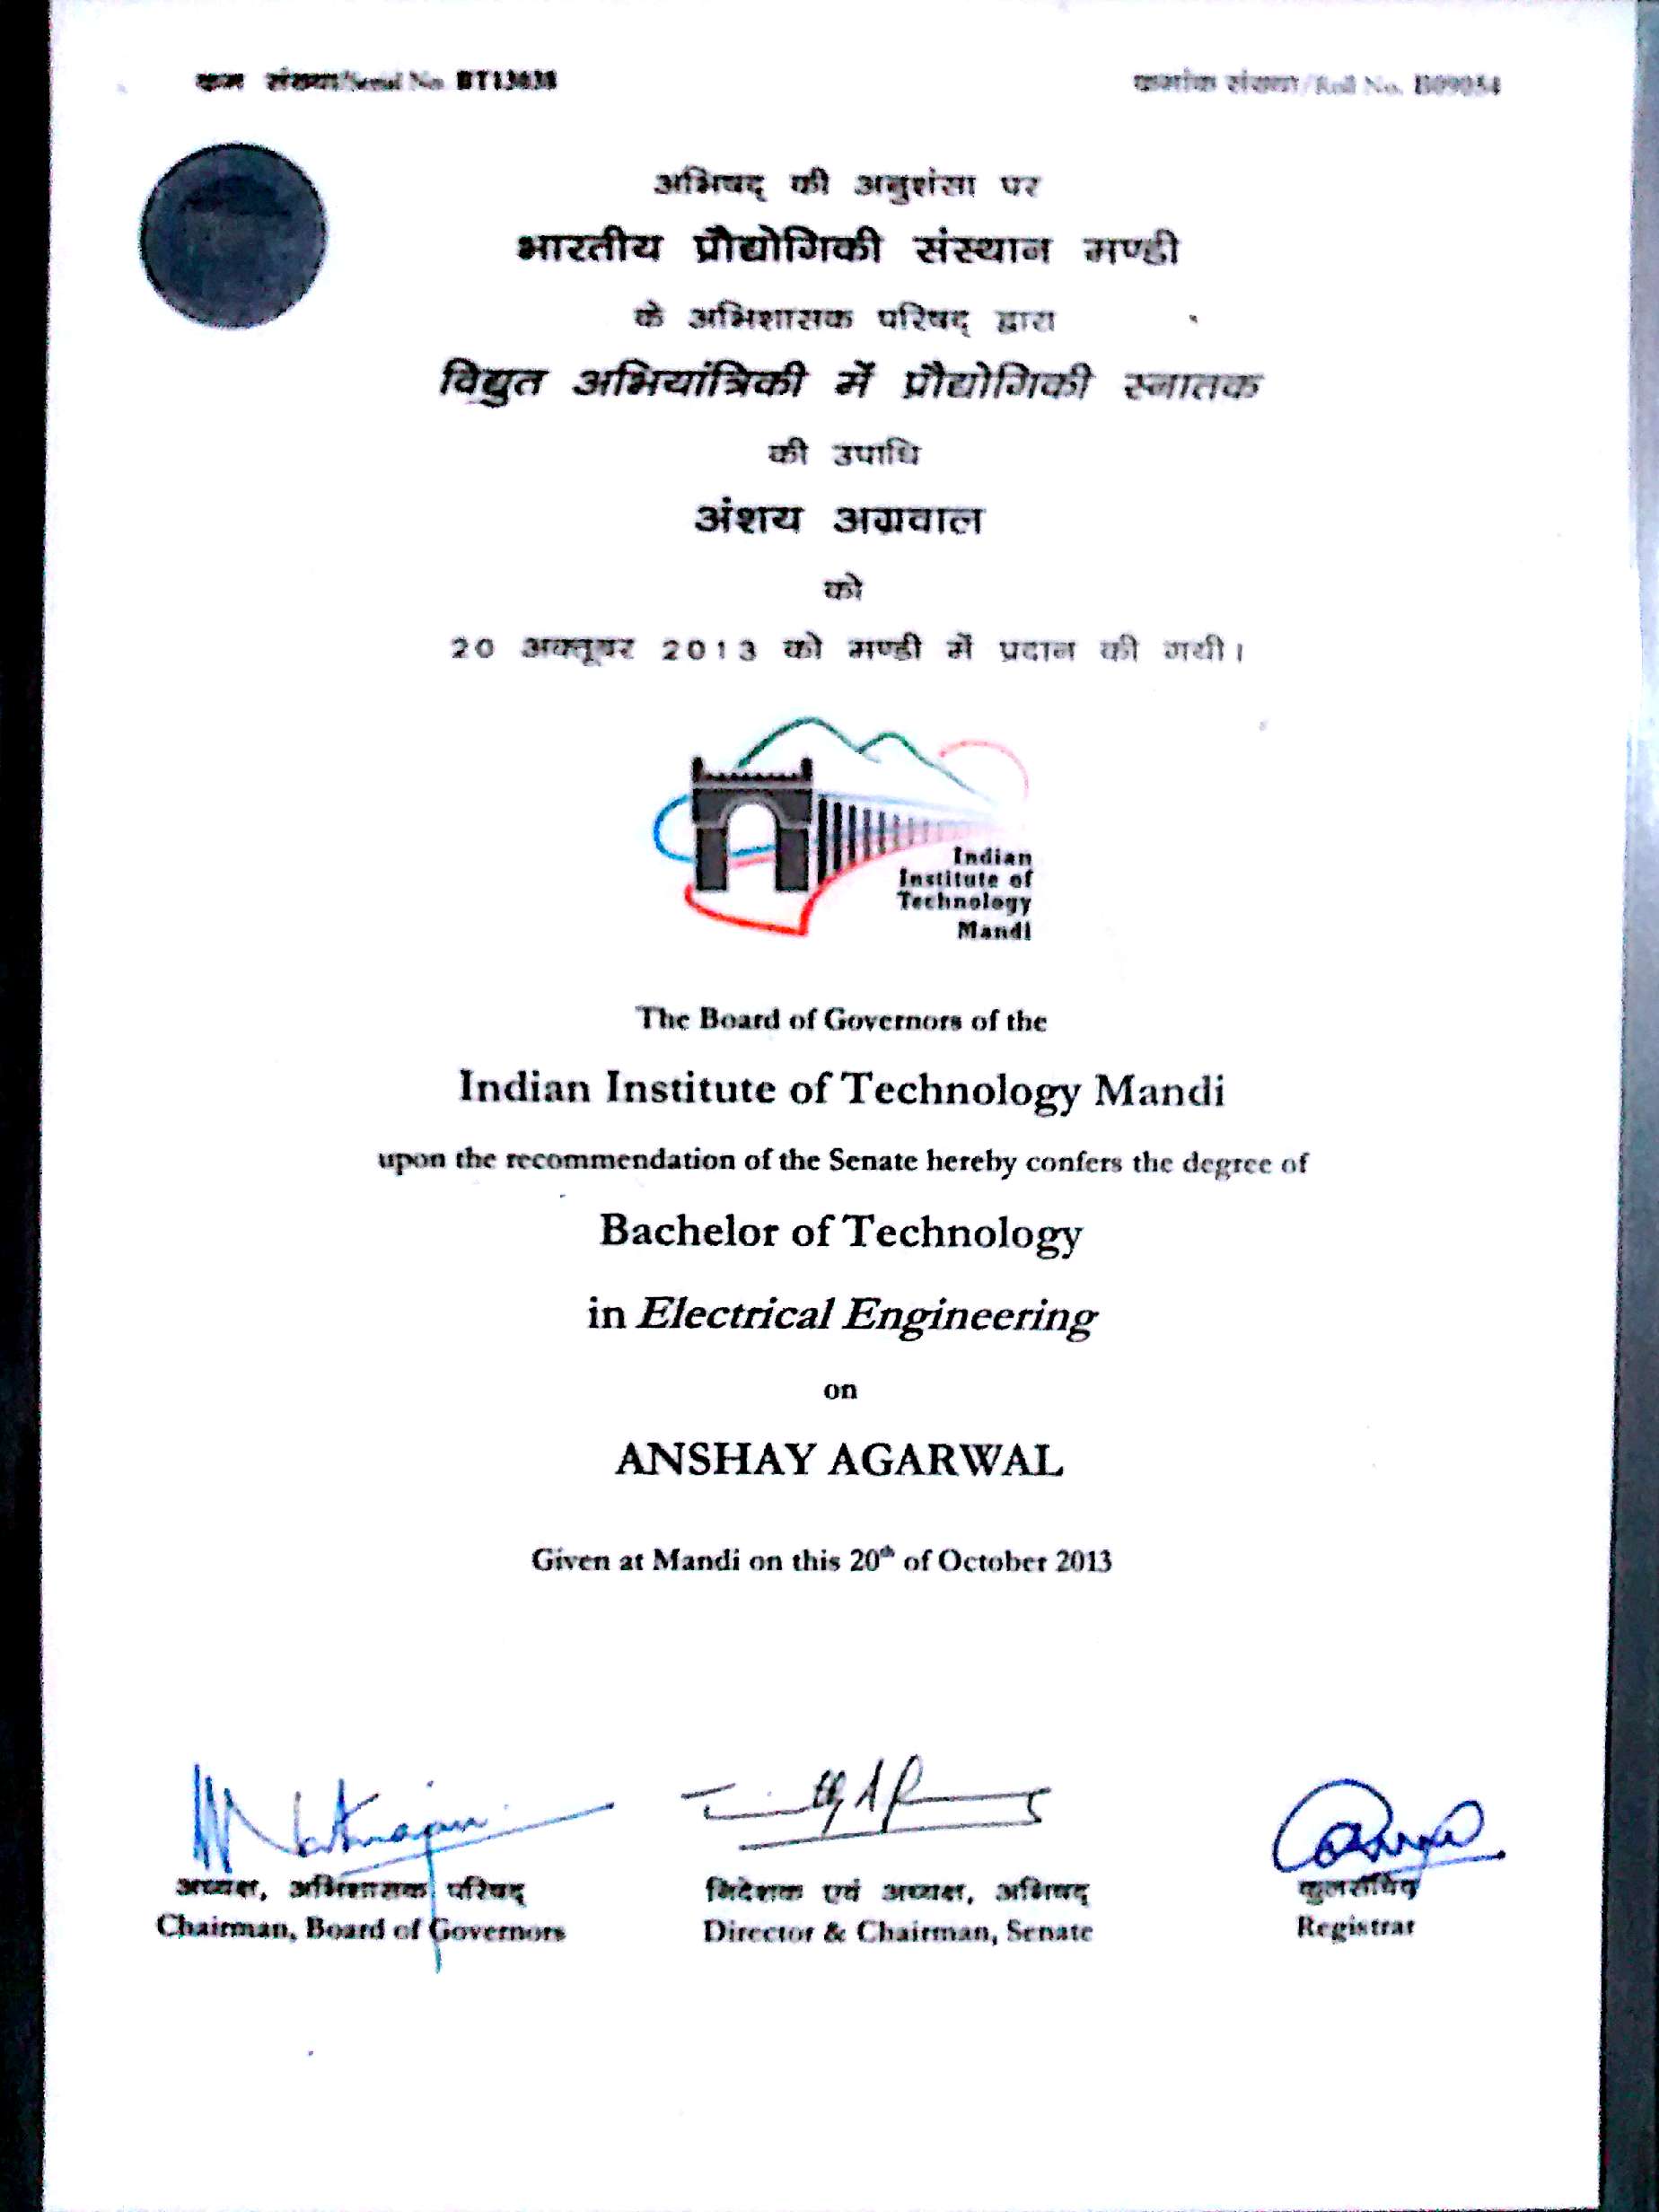 क्रम संख्या/Serial No. BT13038
क्रमांक संख्या/Roll No. B09054
अभिषद् की अनुशंसा पर
भारतीय प्रौद्योगिकी संस्थान मण्डी
के अभिशासक परिषद् द्वारा
विद्युत अभियांत्रिकी में प्रौद्योगिकी स्नातक
की उपाधि
अंशय अग्रवाल
को
20 अक्तूबर 2013 को मण्डी में प्रदान की गयी।
Indian
Institute of
Technology
Mandi
The Board of Governors of the
Indian Institute of Technology Mandi
upon the recommendation of the Senate hereby confers the degree of
Bachelor of Technology
in Electrical Engineering
on
ANSHAY AGARWAL
Given at Mandi on this 20th of October 2013
अध्यक्ष, अभिशासक परिषद्
Chairman, Board of Governors
निदेशक एवं अध्यक्ष, अभिषद्
Director & Chairman, Senate
कुलसचिव
Registrar